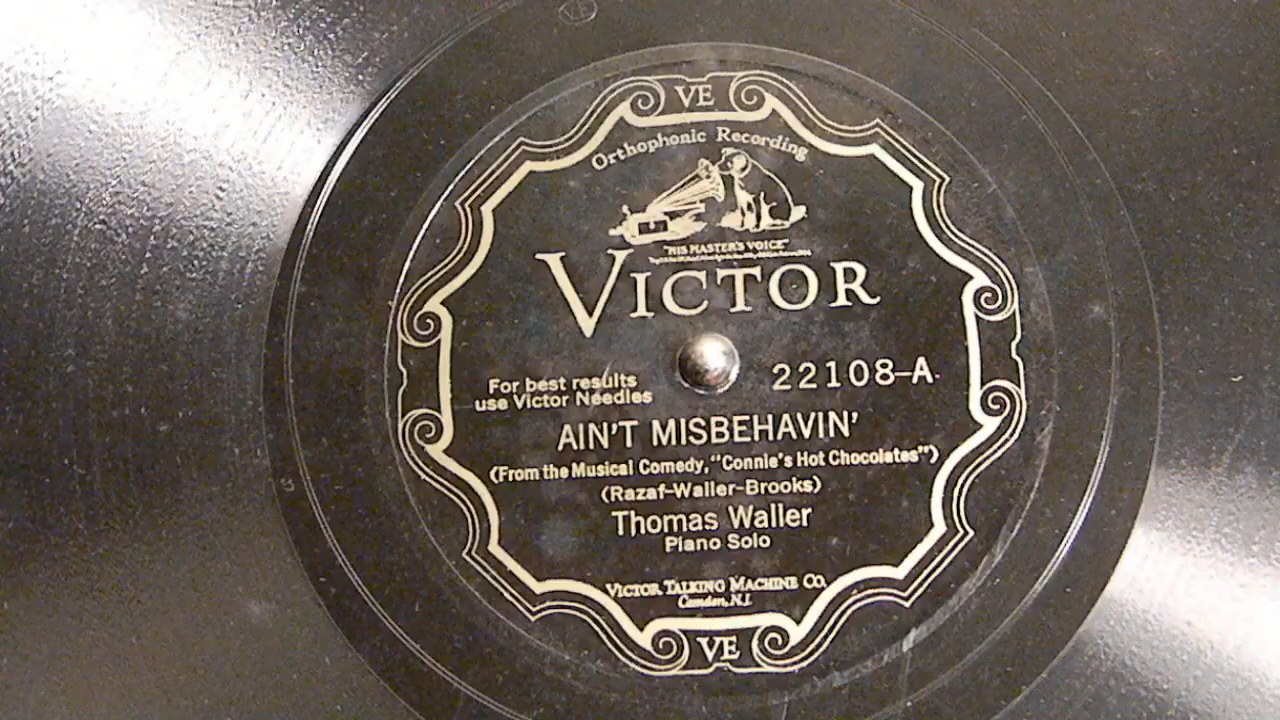 VE
Orthophonic Recording
"HIS MASTER'S VOICE"
VICTOR
For best results
use Victor Needles
22108-A
AIN'T MISBEHAVIN'
(From the Musical Comedy, "Connie's Hot Chocolates")
(Razaf-Waller-Brooks)
Thomas Waller
Piano Solo
VICTOR TALKING MACHINE CO.
Camden, N.J.
VE